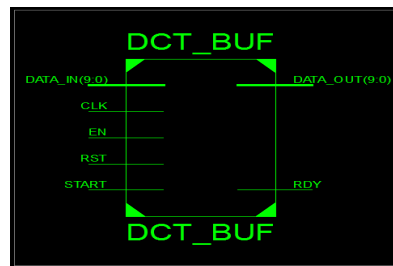 DCT_BUF
DATA_IN(9:0) DATA_OUT(9:0)
CLK
EN
RST
START RDY
DCT_BUF